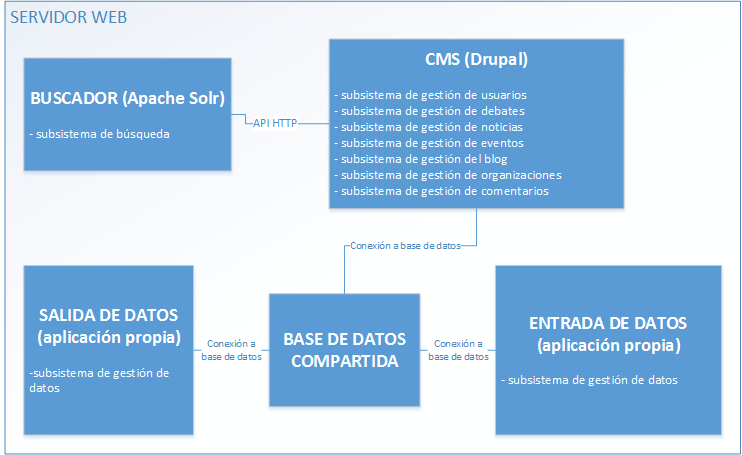 SERVIDOR WEB
BUSCADOR (Apache Solr)
- subsistema de búsqueda
API HTTP
CMS (Drupal)
- subsistema de gestión de usuarios
- subsistema de gestión de debates
- subsistema de gestión de noticias
- subsistema de gestión de eventos
- subsistema de gestión del blog
- subsistema de gestión de organizaciones
- subsistema de gestión de comentarios
Conexión a base de datos
SALIDA DE DATOS
(aplicación propia)
-subsistema de gestión de
datos
Conexión a
base de datos
BASE DE DATOS
COMPARTIDA
Conexión a
base de datos
ENTRADA DE DATOS
(aplicación propia)
- subsistema de gestión de datos